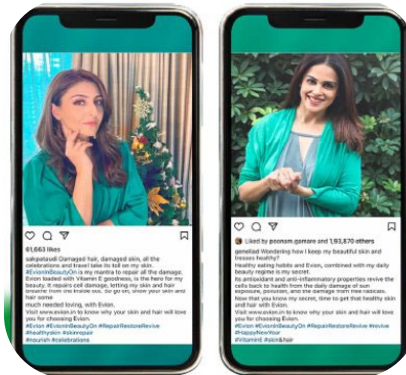 61,663 likes
sakpataudi Damaged hair, damaged skin, all the
celebrations and travel take its toll on my skin.
#EvionInBeautyOn is my mantra to repair all the damage.
Evion loaded with Vitamin E goodness, is the hero for my
beauty. It repairs cell damage, letting my skin and hair
breathe from the inside out. So go on, show your skin and
hair some
much needed loving, with Evion.
Visit www.evion.in to know why your skin and hair will love
you for choosing Evion.
#Evion #EvionInBeautyOn #RepairRestoreRevive
#healthyskin #skinrepair
#nourish #celebrations
Liked by poonam.gamare and 1,93,870 others
geneliad Wondering how I keep my beautiful skin and
tresses healthy?
Healthy eating habits and Evion, combined with my daily
beauty regime is my secret.
Its antioxidant and anti-inflammatory properties revive the
cells back to health from the daily damage of sun
exposure, pollution, and the damage from free radicals.
Now that you know my secret, time to get that healthy skin
and hair with Evion.
Visit www.evion.in to know why your skin and hair will love
you for choosing Evion.
#Evion #EvionInBeautyOn #RepairRestoreRevive #revive
#HappyNewYear
#VitaminE #skin&hair